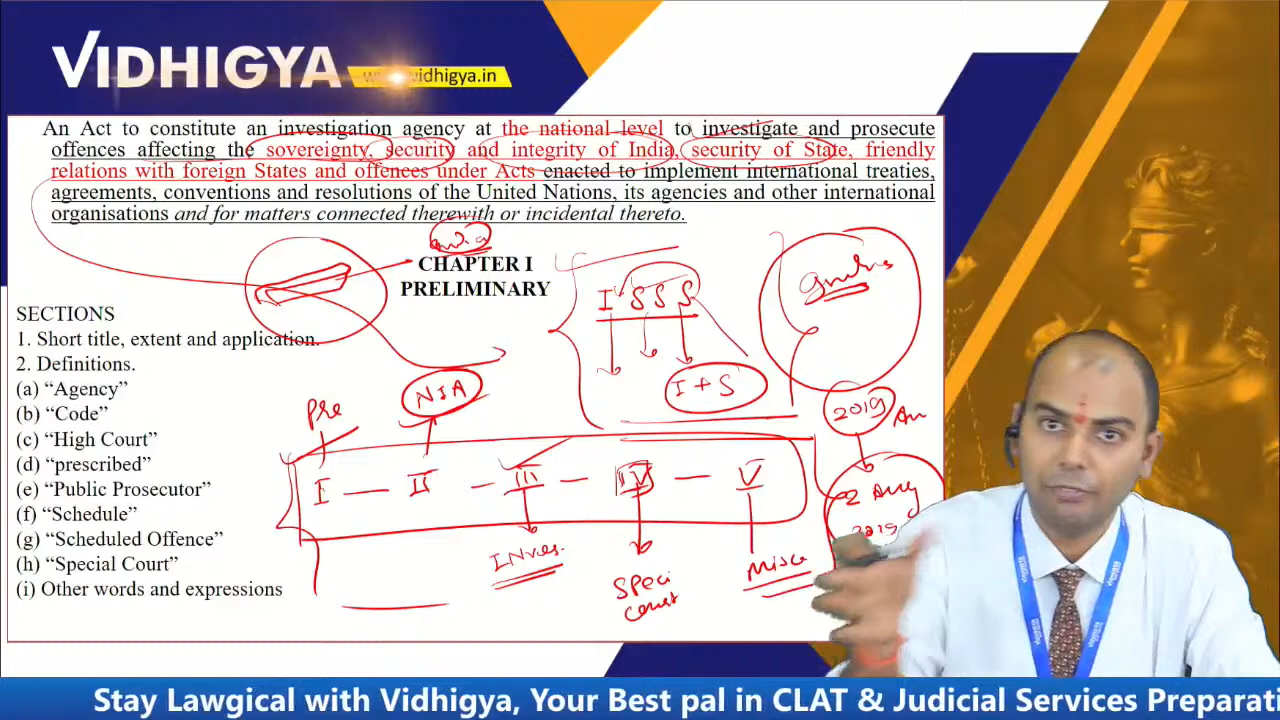 VIDHIGYA
vidhigya.in
An Act to constitute an investigation agency at the national level to investigate and prosecute
offences affecting the sovereignty, security and integrity of India, security of State, friendly
relations with foreign States and offences under Acts enacted to implement international treaties,
agreements, conventions and resolutions of the United Nations, its agencies and other international
organisations and for matters connected therewith or incidental thereto.
CHAPTER I
PRELIMINARY
I S S S
I + S
SECTIONS
1. Short title, extent and application.
2. Definitions.
(a) “Agency”
(b) “Code”
(c) “High Court”
(d) “prescribed”
(e) “Public Prosecutor”
(f) “Schedule”
(g) “Scheduled Offence”
(h) “Special Court”
(i) Other words and expressions
Pre
NIA
2019
I — II — III — IV — V
2 Aug
2019
INves.
Speci
court
Misce
VIDHIGYA
VIDHIGYA
Stay Lawgical with Vidhigya, Your Best pal in CLAT & Judicial Services Preparati